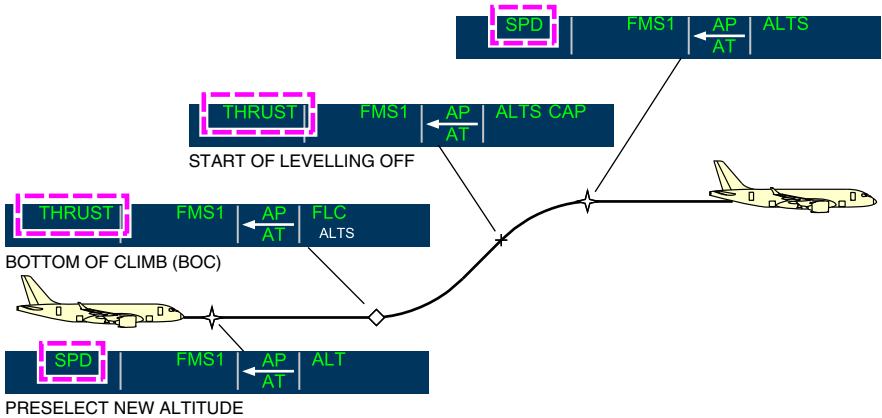 SPD FMS1 AP ALTS
AT
THRUST FMS1 AP ALTS CAP
AT
START OF LEVELLING OFF
THRUST FMS1 AP FLC
AT ALTS
BOTTOM OF CLIMB (BOC)
SPD FMS1 AP ALT
AT
PRESELECT NEW ALTITUDE